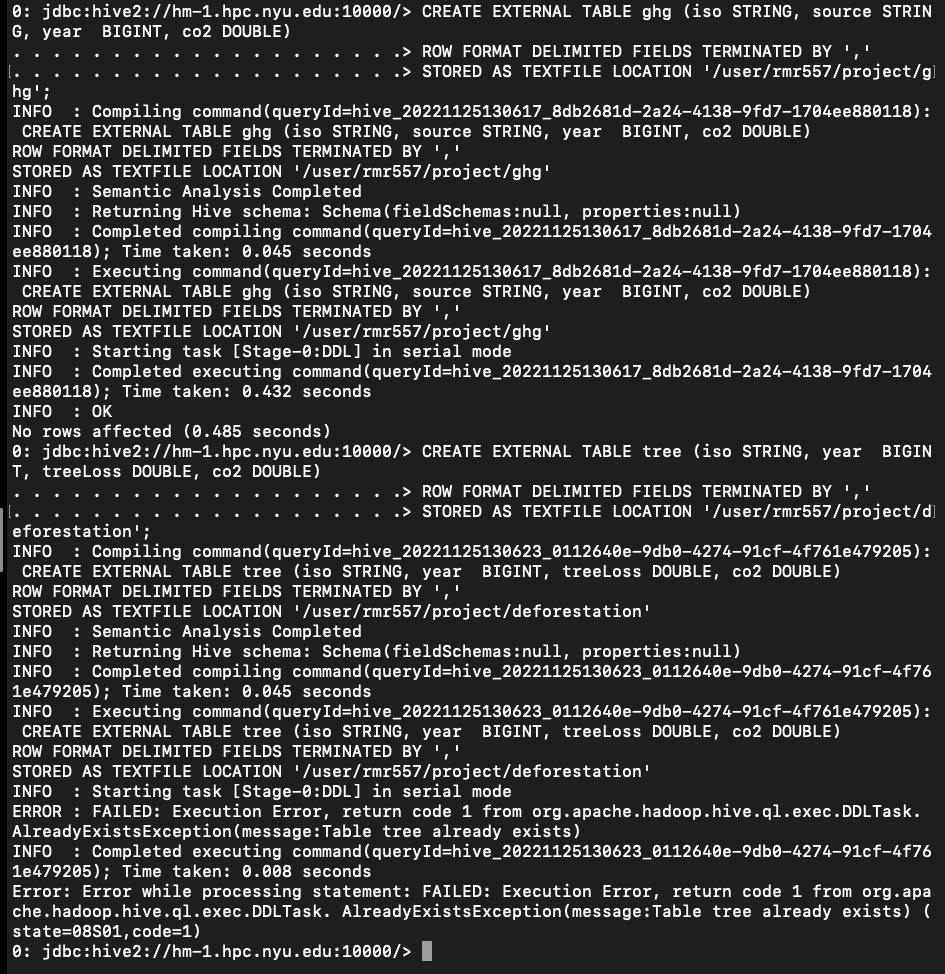 0: jdbc:hive2://hm-1.hpc.nyu.edu:10000/> CREATE EXTERNAL TABLE ghg (iso STRING, source STRIN
G, year  BIGINT, co2 DOUBLE)
. . . . . . . . . . . . . . . . . . . .> ROW FORMAT DELIMITED FIELDS TERMINATED BY ','
[. . . . . . . . . . . . . . . . . . . .> STORED AS TEXTFILE LOCATION '/user/rmr557/project/g]
hg';
INFO  : Compiling command(queryId=hive_20221125130617_8db2681d-2a24-4138-9fd7-1704ee880118):
 CREATE EXTERNAL TABLE ghg (iso STRING, source STRING, year  BIGINT, co2 DOUBLE)
ROW FORMAT DELIMITED FIELDS TERMINATED BY ','
STORED AS TEXTFILE LOCATION '/user/rmr557/project/ghg'
INFO  : Semantic Analysis Completed
INFO  : Returning Hive schema: Schema(fieldSchemas:null, properties:null)
INFO  : Completed compiling command(queryId=hive_20221125130617_8db2681d-2a24-4138-9fd7-1704
ee880118); Time taken: 0.045 seconds
INFO  : Executing command(queryId=hive_20221125130617_8db2681d-2a24-4138-9fd7-1704ee880118):
 CREATE EXTERNAL TABLE ghg (iso STRING, source STRING, year  BIGINT, co2 DOUBLE)
ROW FORMAT DELIMITED FIELDS TERMINATED BY ','
STORED AS TEXTFILE LOCATION '/user/rmr557/project/ghg'
INFO  : Starting task [Stage-0:DDL] in serial mode
INFO  : Completed executing command(queryId=hive_20221125130617_8db2681d-2a24-4138-9fd7-1704
ee880118); Time taken: 0.432 seconds
INFO  : OK
No rows affected (0.485 seconds)
0: jdbc:hive2://hm-1.hpc.nyu.edu:10000/> CREATE EXTERNAL TABLE tree (iso STRING, year  BIGIN
T, treeLoss DOUBLE, co2 DOUBLE)
. . . . . . . . . . . . . . . . . . . .> ROW FORMAT DELIMITED FIELDS TERMINATED BY ','
[. . . . . . . . . . . . . . . . . . . .> STORED AS TEXTFILE LOCATION '/user/rmr557/project/d]
eforestation';
INFO  : Compiling command(queryId=hive_20221125130623_0112640e-9db0-4274-91cf-4f761e479205):
 CREATE EXTERNAL TABLE tree (iso STRING, year  BIGINT, treeLoss DOUBLE, co2 DOUBLE)
ROW FORMAT DELIMITED FIELDS TERMINATED BY ','
STORED AS TEXTFILE LOCATION '/user/rmr557/project/deforestation'
INFO  : Semantic Analysis Completed
INFO  : Returning Hive schema: Schema(fieldSchemas:null, properties:null)
INFO  : Completed compiling command(queryId=hive_20221125130623_0112640e-9db0-4274-91cf-4f76
1e479205); Time taken: 0.045 seconds
INFO  : Executing command(queryId=hive_20221125130623_0112640e-9db0-4274-91cf-4f761e479205):
 CREATE EXTERNAL TABLE tree (iso STRING, year  BIGINT, treeLoss DOUBLE, co2 DOUBLE)
ROW FORMAT DELIMITED FIELDS TERMINATED BY ','
STORED AS TEXTFILE LOCATION '/user/rmr557/project/deforestation'
INFO  : Starting task [Stage-0:DDL] in serial mode
ERROR : FAILED: Execution Error, return code 1 from org.apache.hadoop.hive.ql.exec.DDLTask. 
AlreadyExistsException(message:Table tree already exists)
INFO  : Completed executing command(queryId=hive_20221125130623_0112640e-9db0-4274-91cf-4f76
1e479205); Time taken: 0.008 seconds
Error: Error while processing statement: FAILED: Execution Error, return code 1 from org.apa
che.hadoop.hive.ql.exec.DDLTask. AlreadyExistsException(message:Table tree already exists) (
state=08S01,code=1)
0: jdbc:hive2://hm-1.hpc.nyu.edu:10000/>